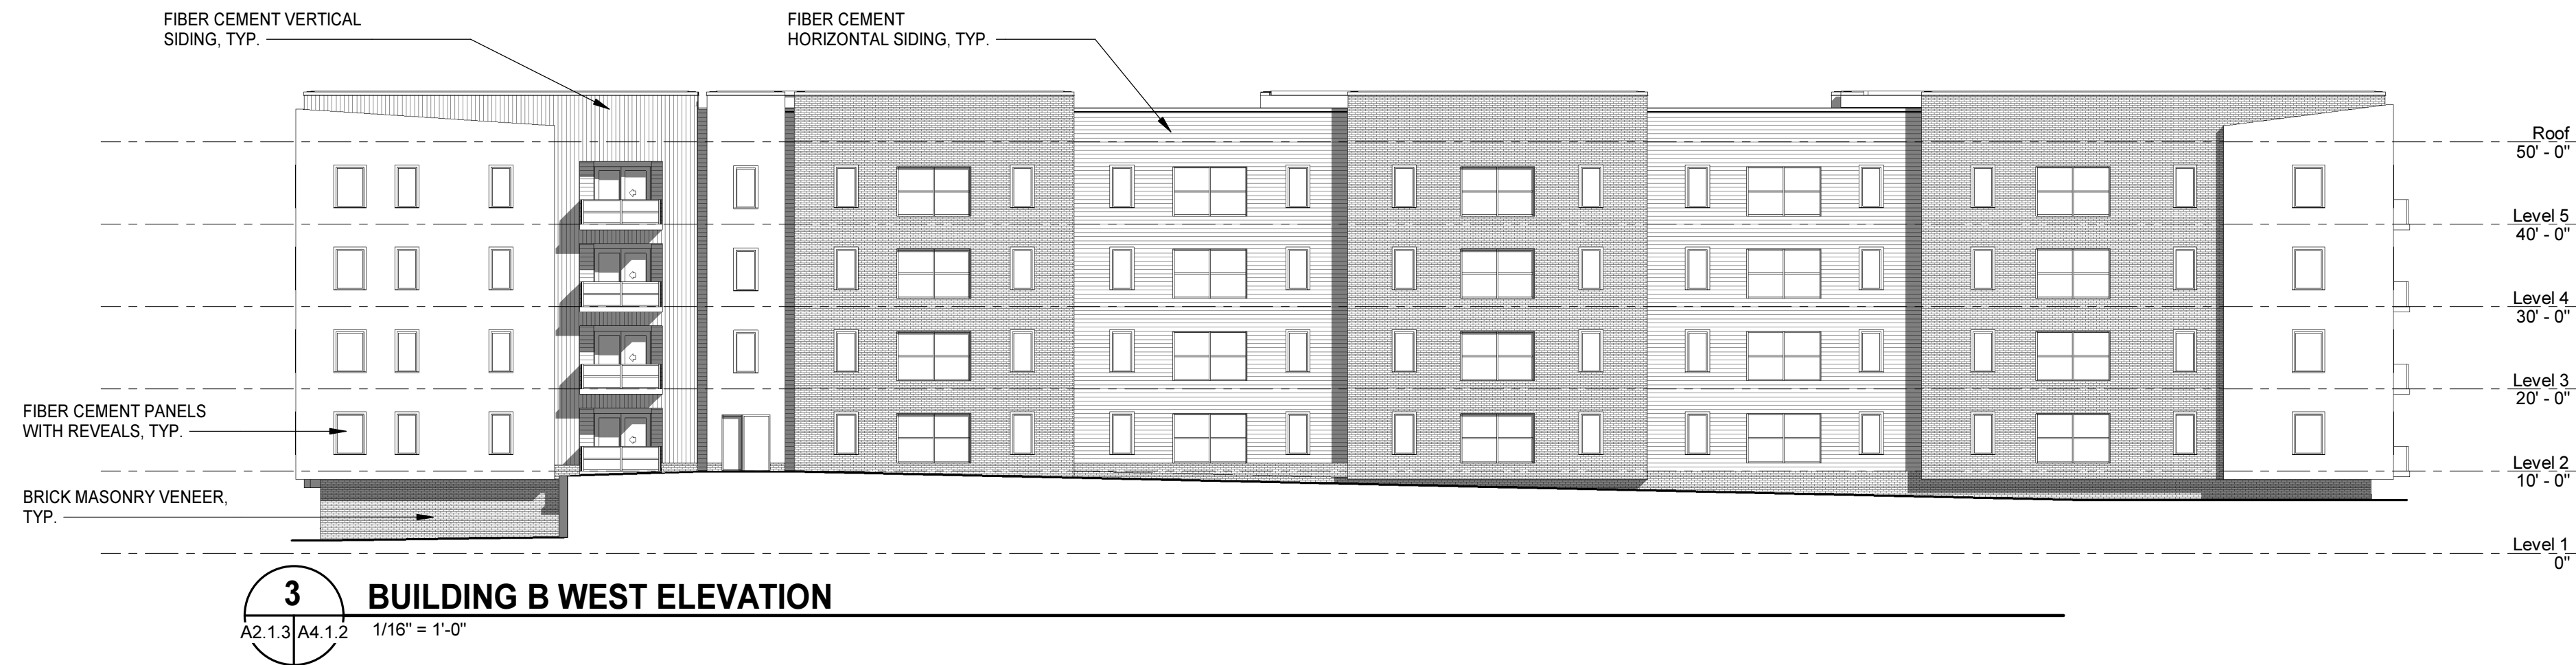 FIBER CEMENT VERTICAL
SIDING, TYP.
FIBER CEMENT
HORIZONTAL SIDING, TYP.
Roof
50' - 0"
Level 5
40' - 0"
Level 4
30' - 0"
Level 3
20' - 0"
FIBER CEMENT PANELS
WITH REVEALS, TYP.
Level 2
10' - 0"
BRICK MASONRY VENEER,
TYP.
Level 1
0"
3
BUILDING B WEST ELEVATION
A2.1.3 A4.1.2
1/16" = 1'-0"